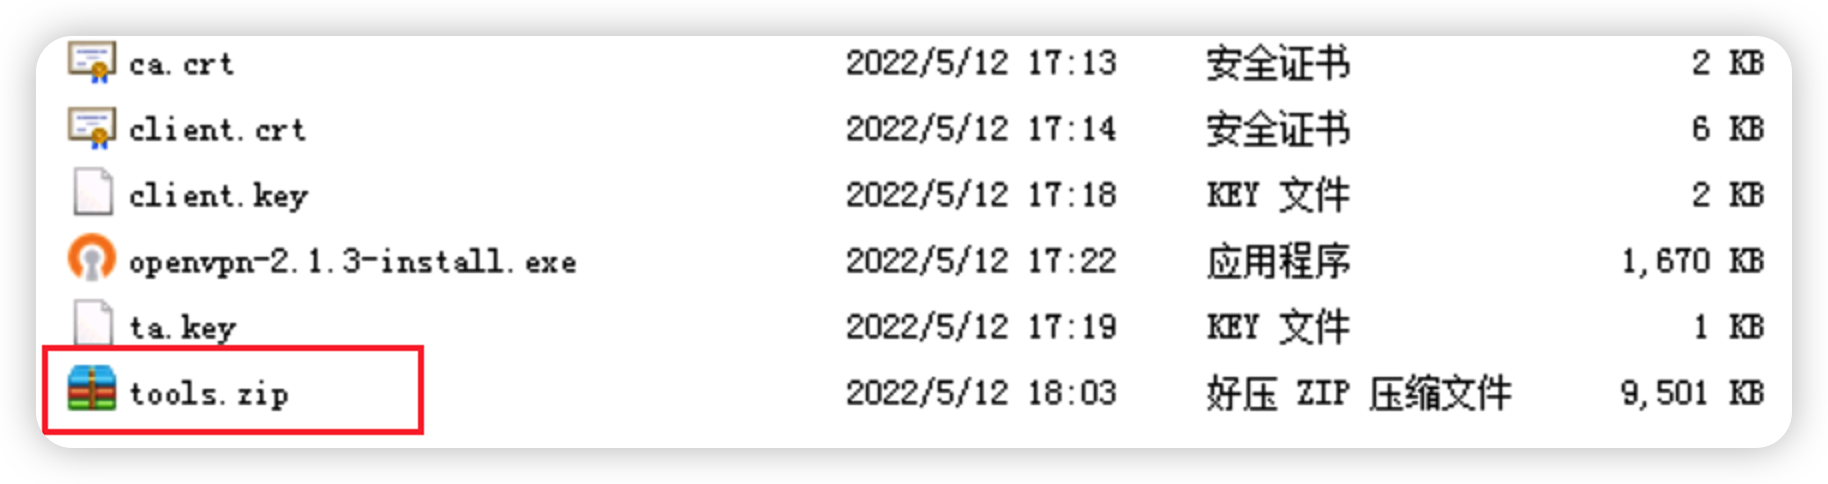 ca.crt 2022/5/12 17:13 安全证书 2 KB
client.crt 2022/5/12 17:14 安全证书 6 KB
client.key 2022/5/12 17:18 KEY 文件 2 KB
openvpn-2.1.3-install.exe 2022/5/12 17:22 应用程序 1,670 KB
ta.key 2022/5/12 17:19 KEY 文件 1 KB
tools.zip 2022/5/12 18:03 好压 ZIP 压缩文件 9,501 KB